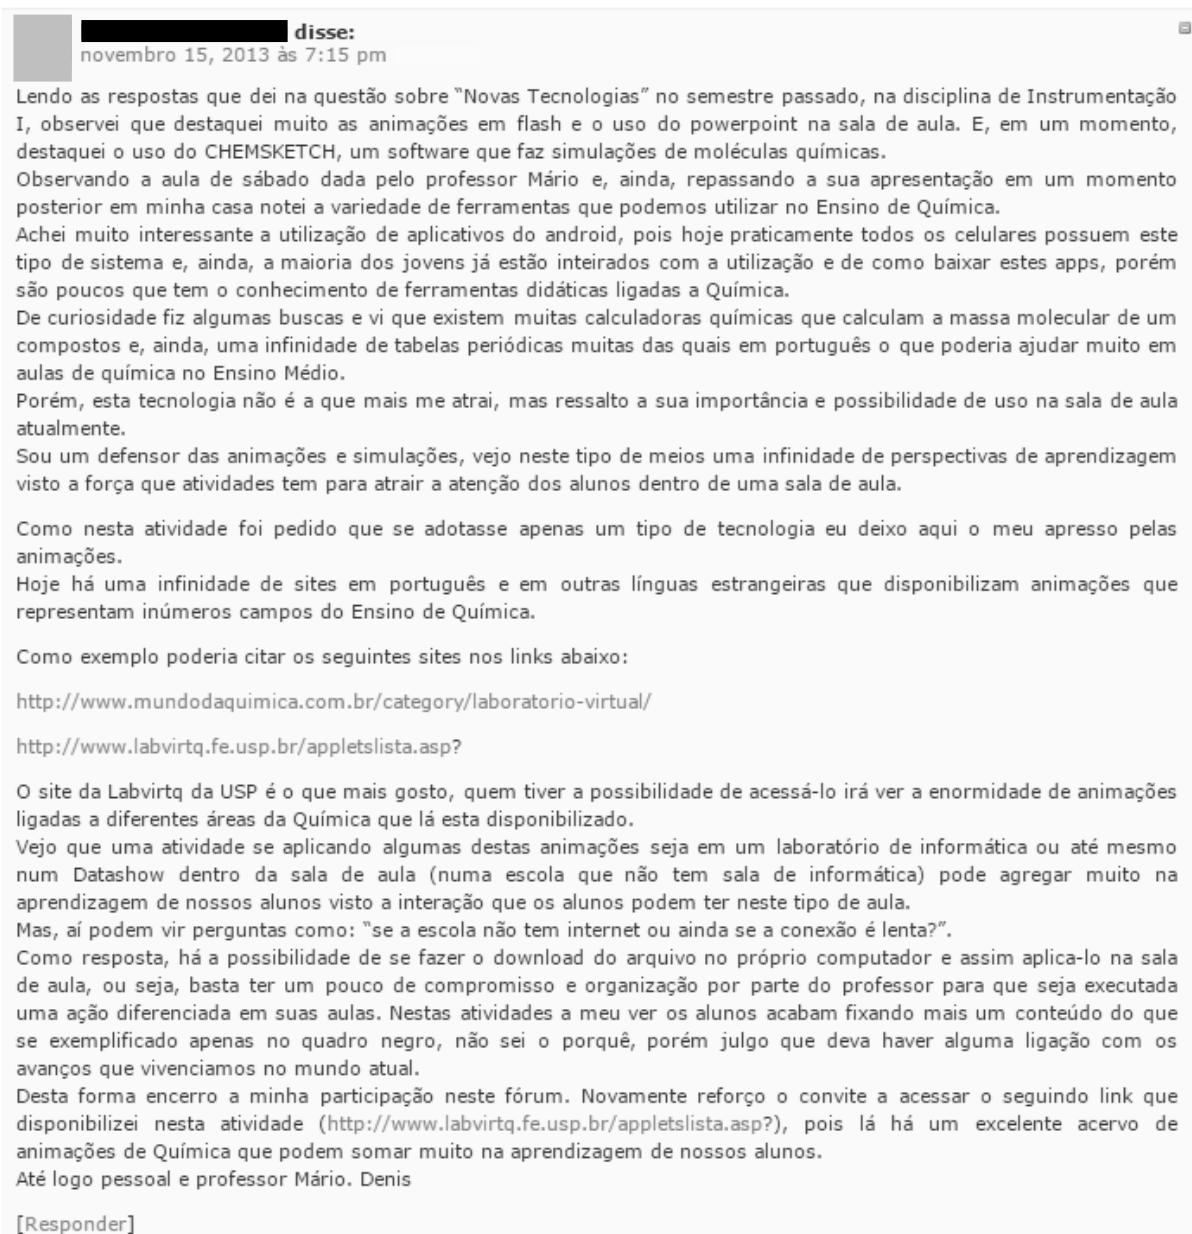 disse:
novembro 15, 2013 às 7:15 pm
Lendo as respostas que dei na questão sobre “Novas Tecnologias” no semestre passado, na disciplina de Instrumentação
I, observei que destaquei muito as animações em flash e o uso do powerpoint na sala de aula. E, em um momento,
destaquei o uso do CHEMSKETCH, um software que faz simulações de moléculas químicas.
Observando a aula de sábado dada pelo professor Mário e, ainda, repassando a sua apresentação em um momento
posterior em minha casa notei a variedade de ferramentas que podemos utilizar no Ensino de Química.
Achei muito interessante a utilização de aplicativos do android, pois hoje praticamente todos os celulares possuem este
tipo de sistema e, ainda, a maioria dos jovens já estão inteirados com a utilização e de como baixar estes apps, porém
são poucos que tem o conhecimento de ferramentas didáticas ligadas a Química.
De curiosidade fiz algumas buscas e vi que existem muitas calculadoras químicas que calculam a massa molecular de um
compostos e, ainda, uma infinidade de tabelas periódicas muitas das quais em português o que poderia ajudar muito em
aulas de química no Ensino Médio.
Porém, esta tecnologia não é a que mais me atrai, mas ressalto a sua importância e possibilidade de uso na sala de aula
atualmente.
Sou um defensor das animações e simulações, vejo neste tipo de meios uma infinidade de perspectivas de aprendizagem
visto a força que atividades tem para atrair a atenção dos alunos dentro de uma sala de aula.
Como nesta atividade foi pedido que se adotasse apenas um tipo de tecnologia eu deixo aqui o meu apresso pelas
animações.
Hoje há uma infinidade de sites em português e em outras línguas estrangeiras que disponibilizam animações que
representam inúmeros campos do Ensino de Química.
Como exemplo poderia citar os seguintes sites nos links abaixo:
http://www.mundodaquimica.com.br/category/laboratorio-virtual/
http://www.labvirtq.fe.usp.br/appletslista.asp?
O site da Labvirtq da USP é o que mais gosto, quem tiver a possibilidade de acessá-lo irá ver a enormidade de animações
ligadas a diferentes áreas da Química que lá esta disponibilizado.
Vejo que uma atividade se aplicando algumas destas animações seja em um laboratório de informática ou até mesmo
num Datashow dentro da sala de aula (numa escola que não tem sala de informática) pode agregar muito na
aprendizagem de nossos alunos visto a interação que os alunos podem ter neste tipo de aula.
Mas, aí podem vir perguntas como: “se a escola não tem internet ou ainda se a conexão é lenta?”.
Como resposta, há a possibilidade de se fazer o download do arquivo no próprio computador e assim aplica-lo na sala
de aula, ou seja, basta ter um pouco de compromisso e organização por parte do professor para que seja executada
uma ação diferenciada em suas aulas. Nestas atividades a meu ver os alunos acabam fixando mais um conteúdo do que
se exemplificado apenas no quadro negro, não sei o porquê, porém julgo que deva haver alguma ligação com os
avanços que vivenciamos no mundo atual.
Desta forma encerro a minha participação neste fórum. Novamente reforço o convite a acessar o seguindo link que
disponibilizei nesta atividade (http://www.labvirtq.fe.usp.br/appletslista.asp?), pois lá há um excelente acervo de
animações de Química que podem somar muito na aprendizagem de nossos alunos.
Até logo pessoal e professor Mário. Denis
[Responder]